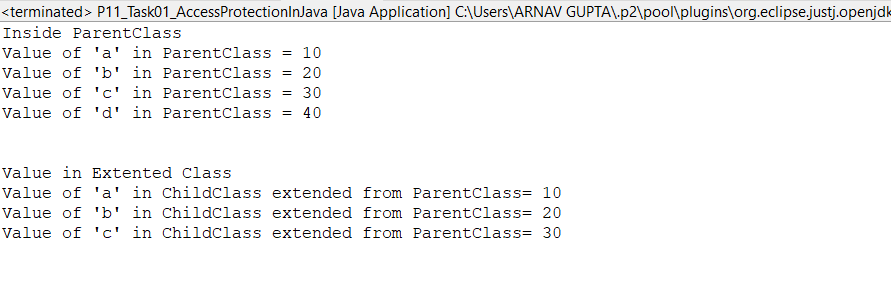 <terminated> P11_Task01_AccessProtectionInJava [Java Application] C:\Users\ARNAV GUPTA\.p2\pool\plugins\org.eclipse.justj.openjdk
Inside ParentClass
Value of 'a' in ParentClass = 10
Value of 'b' in ParentClass = 20
Value of 'c' in ParentClass = 30
Value of 'd' in ParentClass = 40
Value in Extented Class
Value of 'a' in ChildClass extended from ParentClass= 10
Value of 'b' in ChildClass extended from ParentClass= 20
Value of 'c' in ChildClass extended from ParentClass= 30